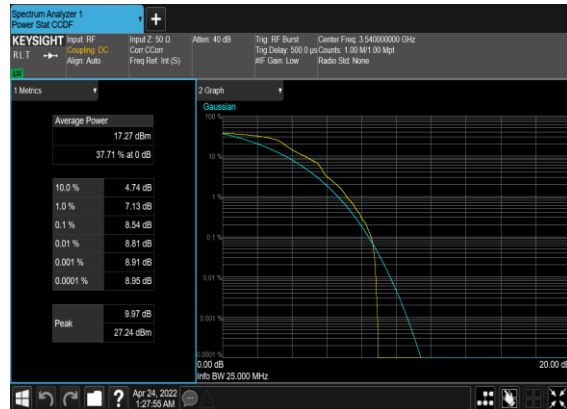 Spectrum Analyzer 1
Power Stat CCDF
KEYSIGHT
RLT
Input: RF
Coupling: DC
Align: Auto
Input Z: 50 Ω
Corr CCorr
Freq Ref: Int (S)
Atten: 40 dB
Trig: RF Burst
Trig Delay: 500.0 µs
#IF Gain: Low
Center Freq: 3.540000000 GHz
Counts: 1.00 M/1.00 Mpt
Radio Std: None
1 Metrics
Average Power
17.27 dBm
37.71 % at 0 dB
10.0 % 4.74 dB
1.0 % 7.13 dB
0.1 % 8.54 dB
0.01 % 8.81 dB
0.001 % 8.91 dB
0.0001 % 8.95 dB
Peak
9.97 dB
27.24 dBm
2 Graph
Gaussian
100 %
10 %
1 %
0.1 %
0.01 %
0.001 %
0.0001 %
0.00 dB 20.00 dB
Info BW 25.000 MHz
? Apr 24, 2022
1:27:55 AM